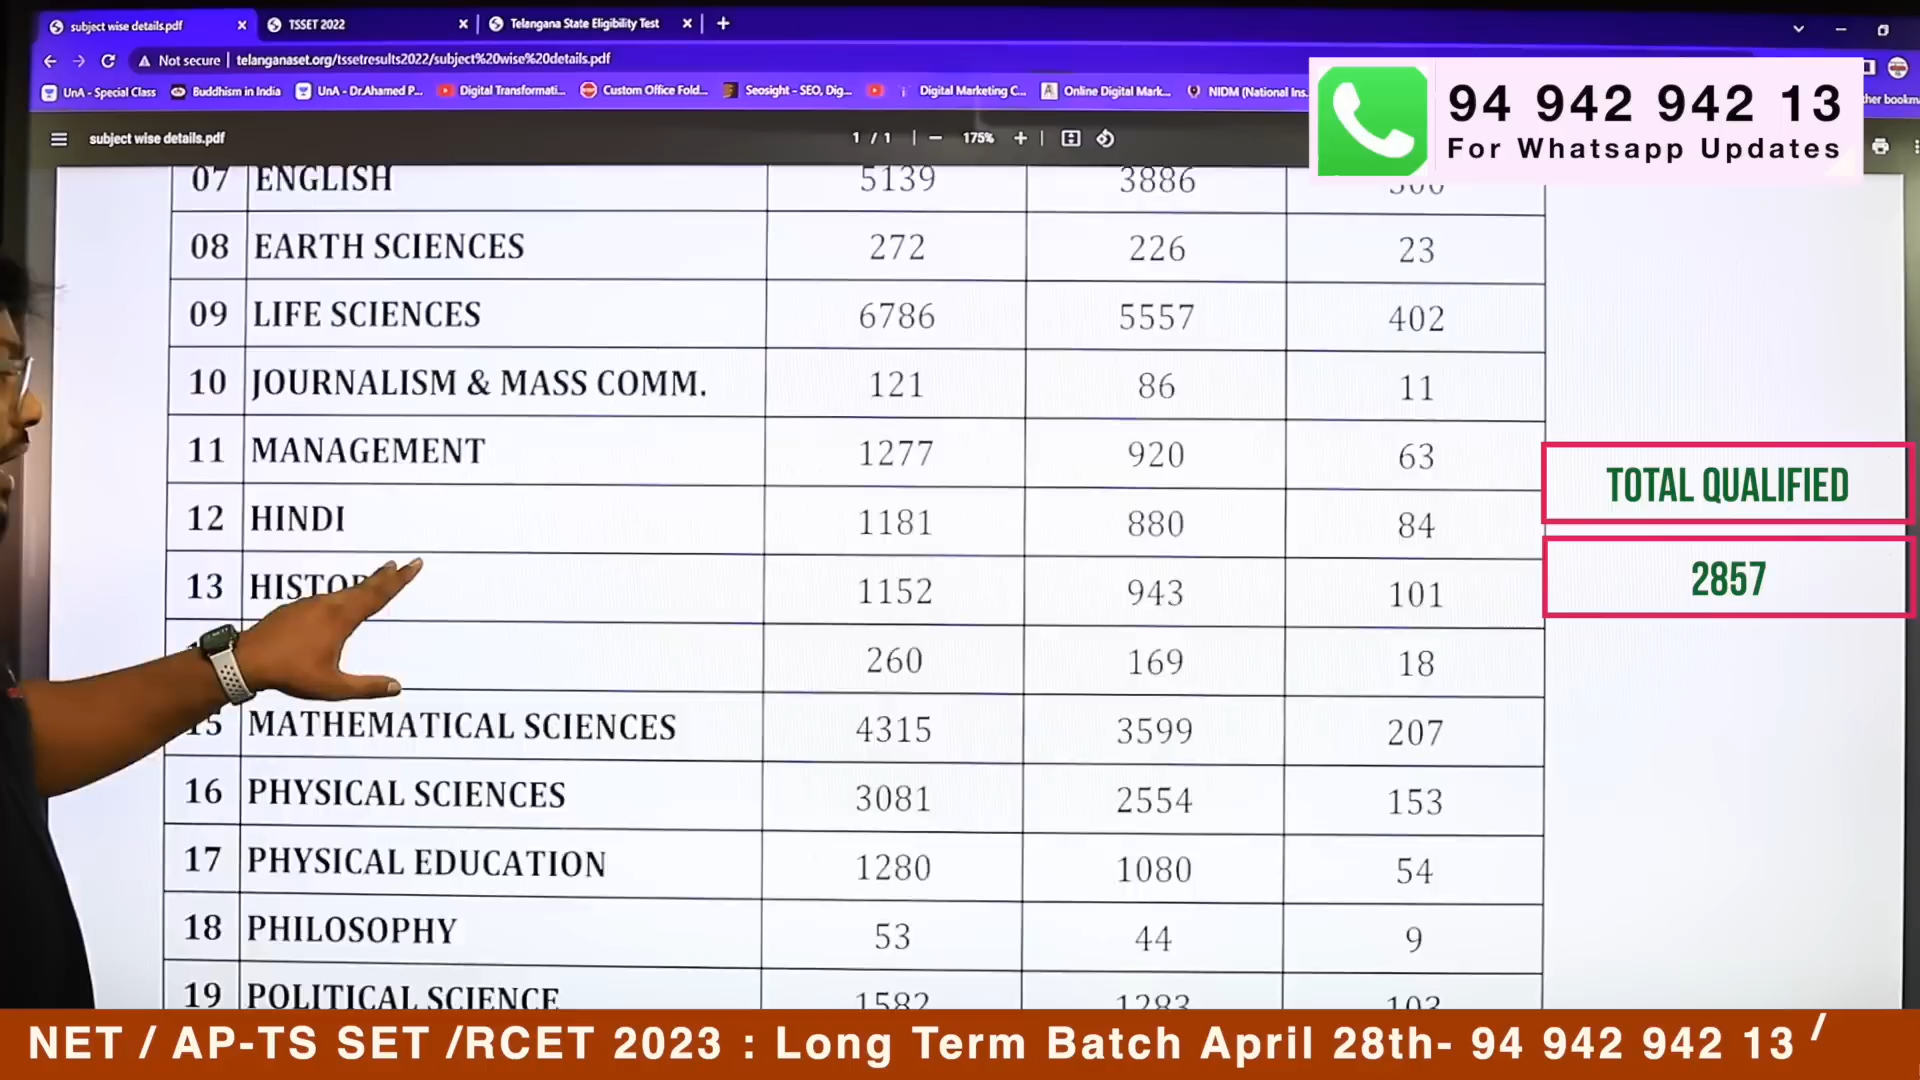 subject wise details.pdf
TSSET 2022
Telangana State Eligibility Test
Not secure
telanganaset.org/tssetresults2022/subject%20wise%20details.pdf
UnA - Special Class
Buddhism in India
UnA - Dr.Ahamed P...
Digital Transformati...
Custom Office Fold...
Seosight - SEO, Dig...
Digital Marketing C...
Online Digital Mark...
NIDM (National Ins...
94 942 942 13
For Whatsapp Updates
subject wise details.pdf
1 / 1
175%
07 ENGLISH 5139 3886
08 EARTH SCIENCES 272 226 23
09 LIFE SCIENCES 6786 5557 402
10 JOURNALISM & MASS COMM. 121 86 11
11 MANAGEMENT 1277 920 63
12 HINDI 1181 880 84
13 1152 943 101
260 169 18
15 MATHEMATICAL SCIENCES 4315 3599 207
16 PHYSICAL SCIENCES 3081 2554 153
17 PHYSICAL EDUCATION 1280 1080 54
18 PHILOSOPHY 53 44 9
19 POLITICAL SCIENCE 1582 1283 103
TOTAL QUALIFIED
2857
NET / AP-TS SET /RCET 2023 : Long Term Batch April 28th- 94 942 942 13 /